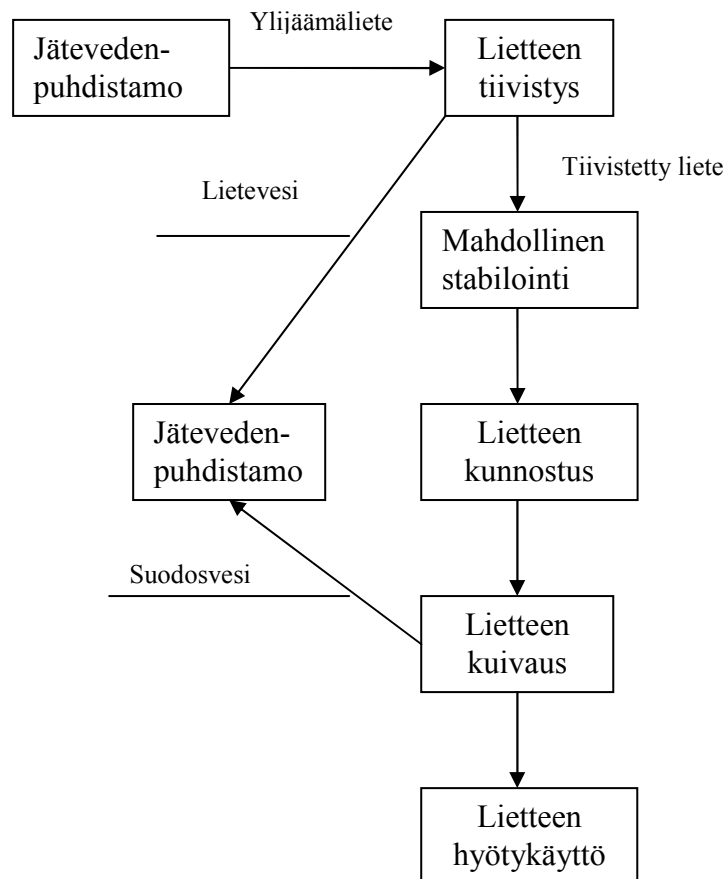 Ylijäämäliete
Jäteveden-
puhdistamo
Lietteen
tiivistys
Tiivistetty liete
Lietevesi
Mahdollinen
stabilointi
Jäteveden-
puhdistamo
Lietteen
kunnostus
Suodosvesi
Lietteen
kuivaus
Lietteen
hyötykäyttö